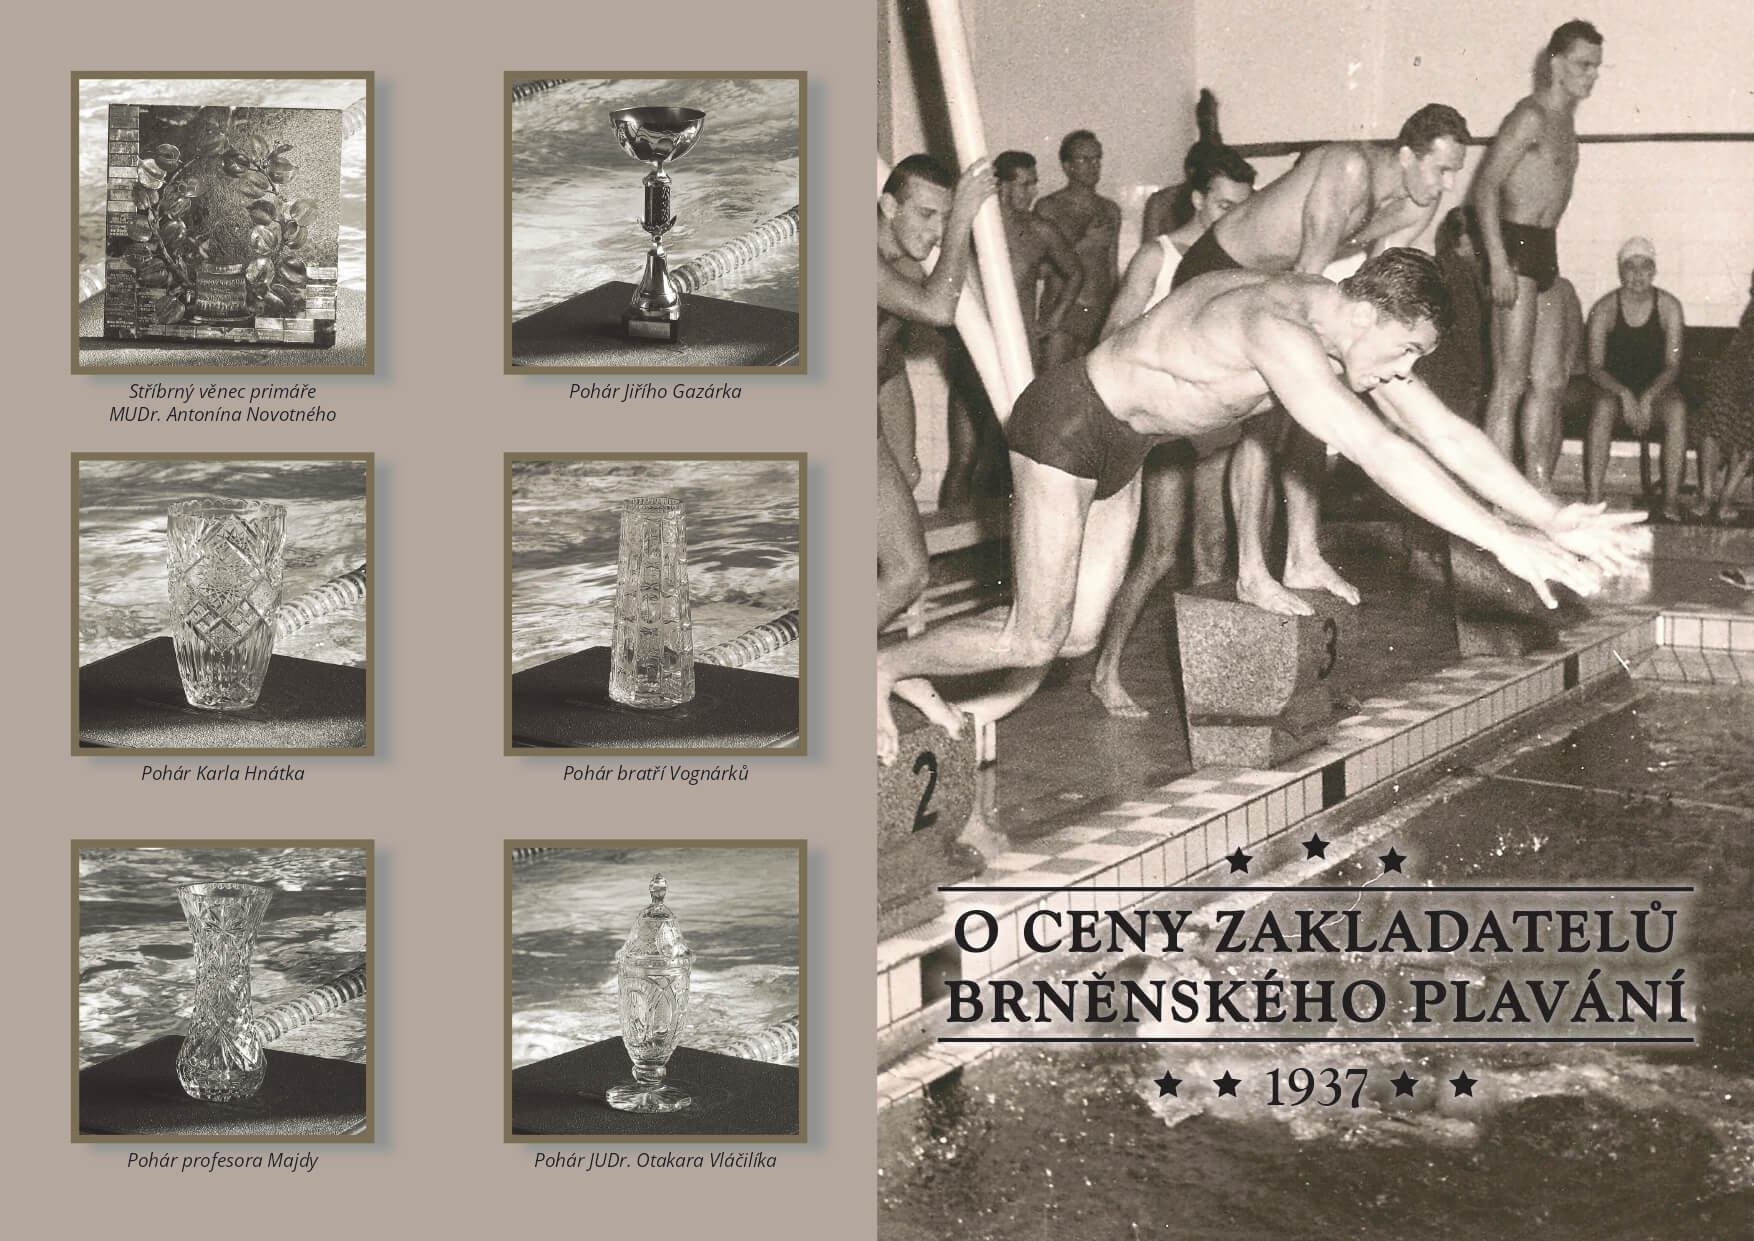 Stříbrný věnec primáře
MUDr. Antonína Novotného
Pohár Jiřího Gazárka
Pohár Karla Hnátka
Pohár bratří Vognárků
Pohár profesora Majdy
Pohár JUDr. Otakara Vláčilíka
3
2
O CENY ZAKLADATELŮ
BRNĚNSKÉHO PLAVÁNÍ
1937